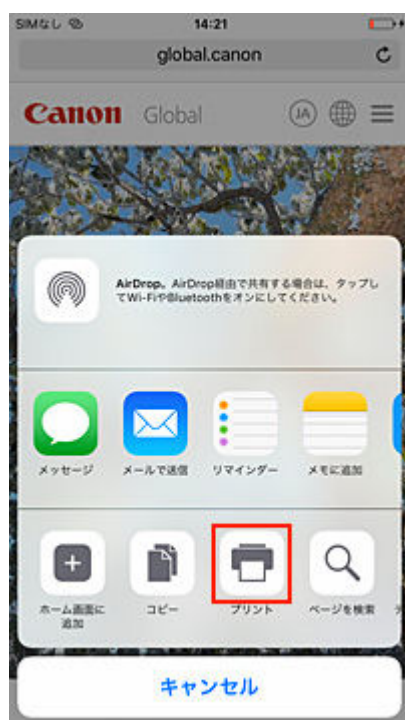 SIMなし 14:21
global.canon
Canon Global JA
AirDrop。AirDrop経由で共有する場合は、タップし
てWi-FiやBluetoothをオンにしてください。
メッセージ メールで送信 リマインダー メモに追加
ホーム画面に
追加 コピー プリント ページを検索
キャンセル